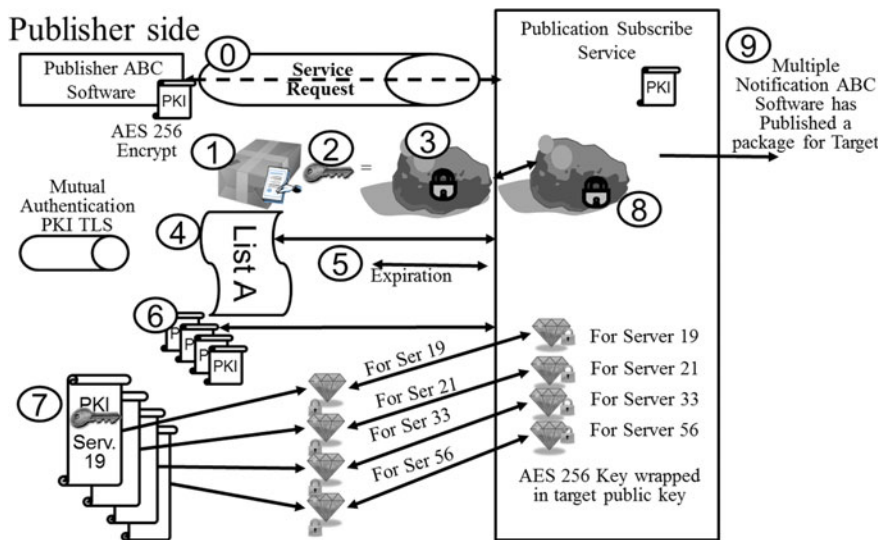 Publisher side
0
Publisher ABC
Software
PKI
Service
Request
Publication Subscribe
Service
PKI
9
Multiple
Notification ABC
Software has
Published a
package for Target
AES 256
Encrypt
1
2
=
3
8
Mutual
Authentication
PKI TLS
4
List A
5
Expiration
6
P
P
P
PKI
7
PKI
Serv.
19
For Ser 19
For Ser 21
For Ser 33
For Ser 56
For Server 19
For Server 21
For Server 33
For Server 56
AES 256 Key wrapped
in target public key